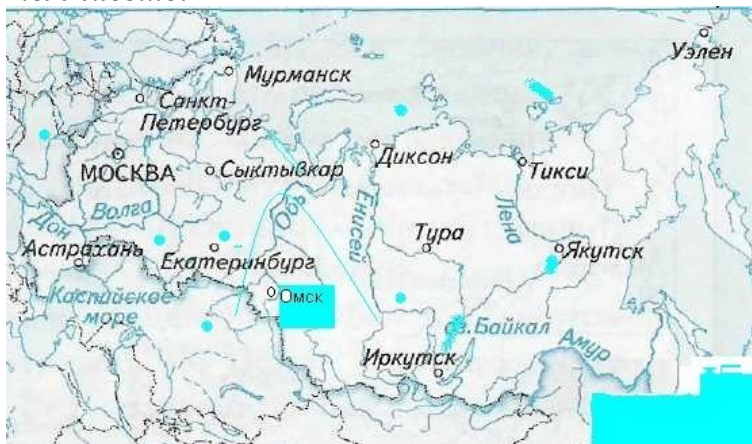 Уэлен
Мурманск
Санкт-
Петербург
МОСКВА
Сыктывкар
Диксон
Тикси
Обь
Енисей
Лена
Волга
Дон
Астрахань
Екатеринбург
Тура
Якутск
Каспийское
море
Омск
оз.Байкал
Амур
Иркутск